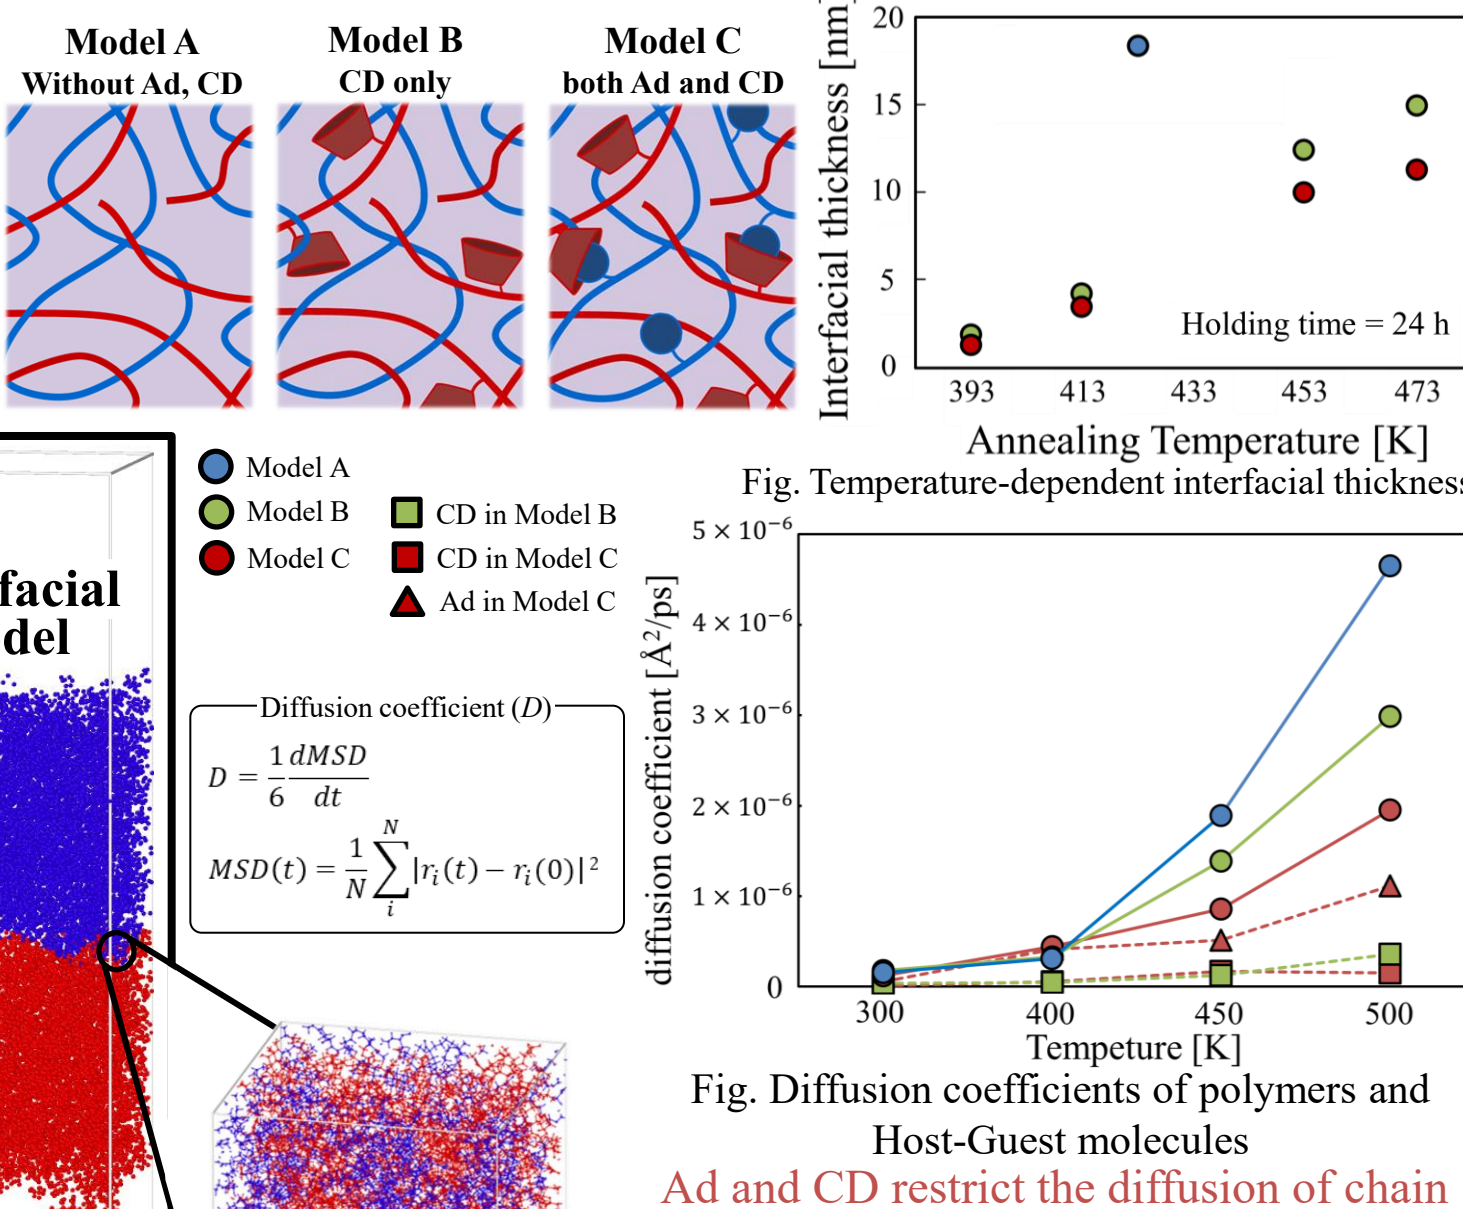 Model A
Without Ad, CD
Model B
CD only
Model C
both Ad and CD
Interfacial thickness [nm]
20
15
10
5
0
Holding time = 24 h
393 413 433 453 473
Annealing Temperature [K]
Fig. Temperature-dependent interfacial thickness
Model A
Model B
Model C
CD in Model B
CD in Model C
Ad in Model C
facial
del
Diffusion coefficient (D)
D = 1/6 dMSD/dt
MSD(t) = 1/N ∑_i^N |r_i(t) − r_i(0)|²
diffusion coefficient [Å²/ps]
5 × 10⁻⁶
4 × 10⁻⁶
3 × 10⁻⁶
2 × 10⁻⁶
1 × 10⁻⁶
0
300 400 450 500
Tempeture [K]
Fig. Diffusion coefficients of polymers and
Host-Guest molecules
Ad and CD restrict the diffusion of chain